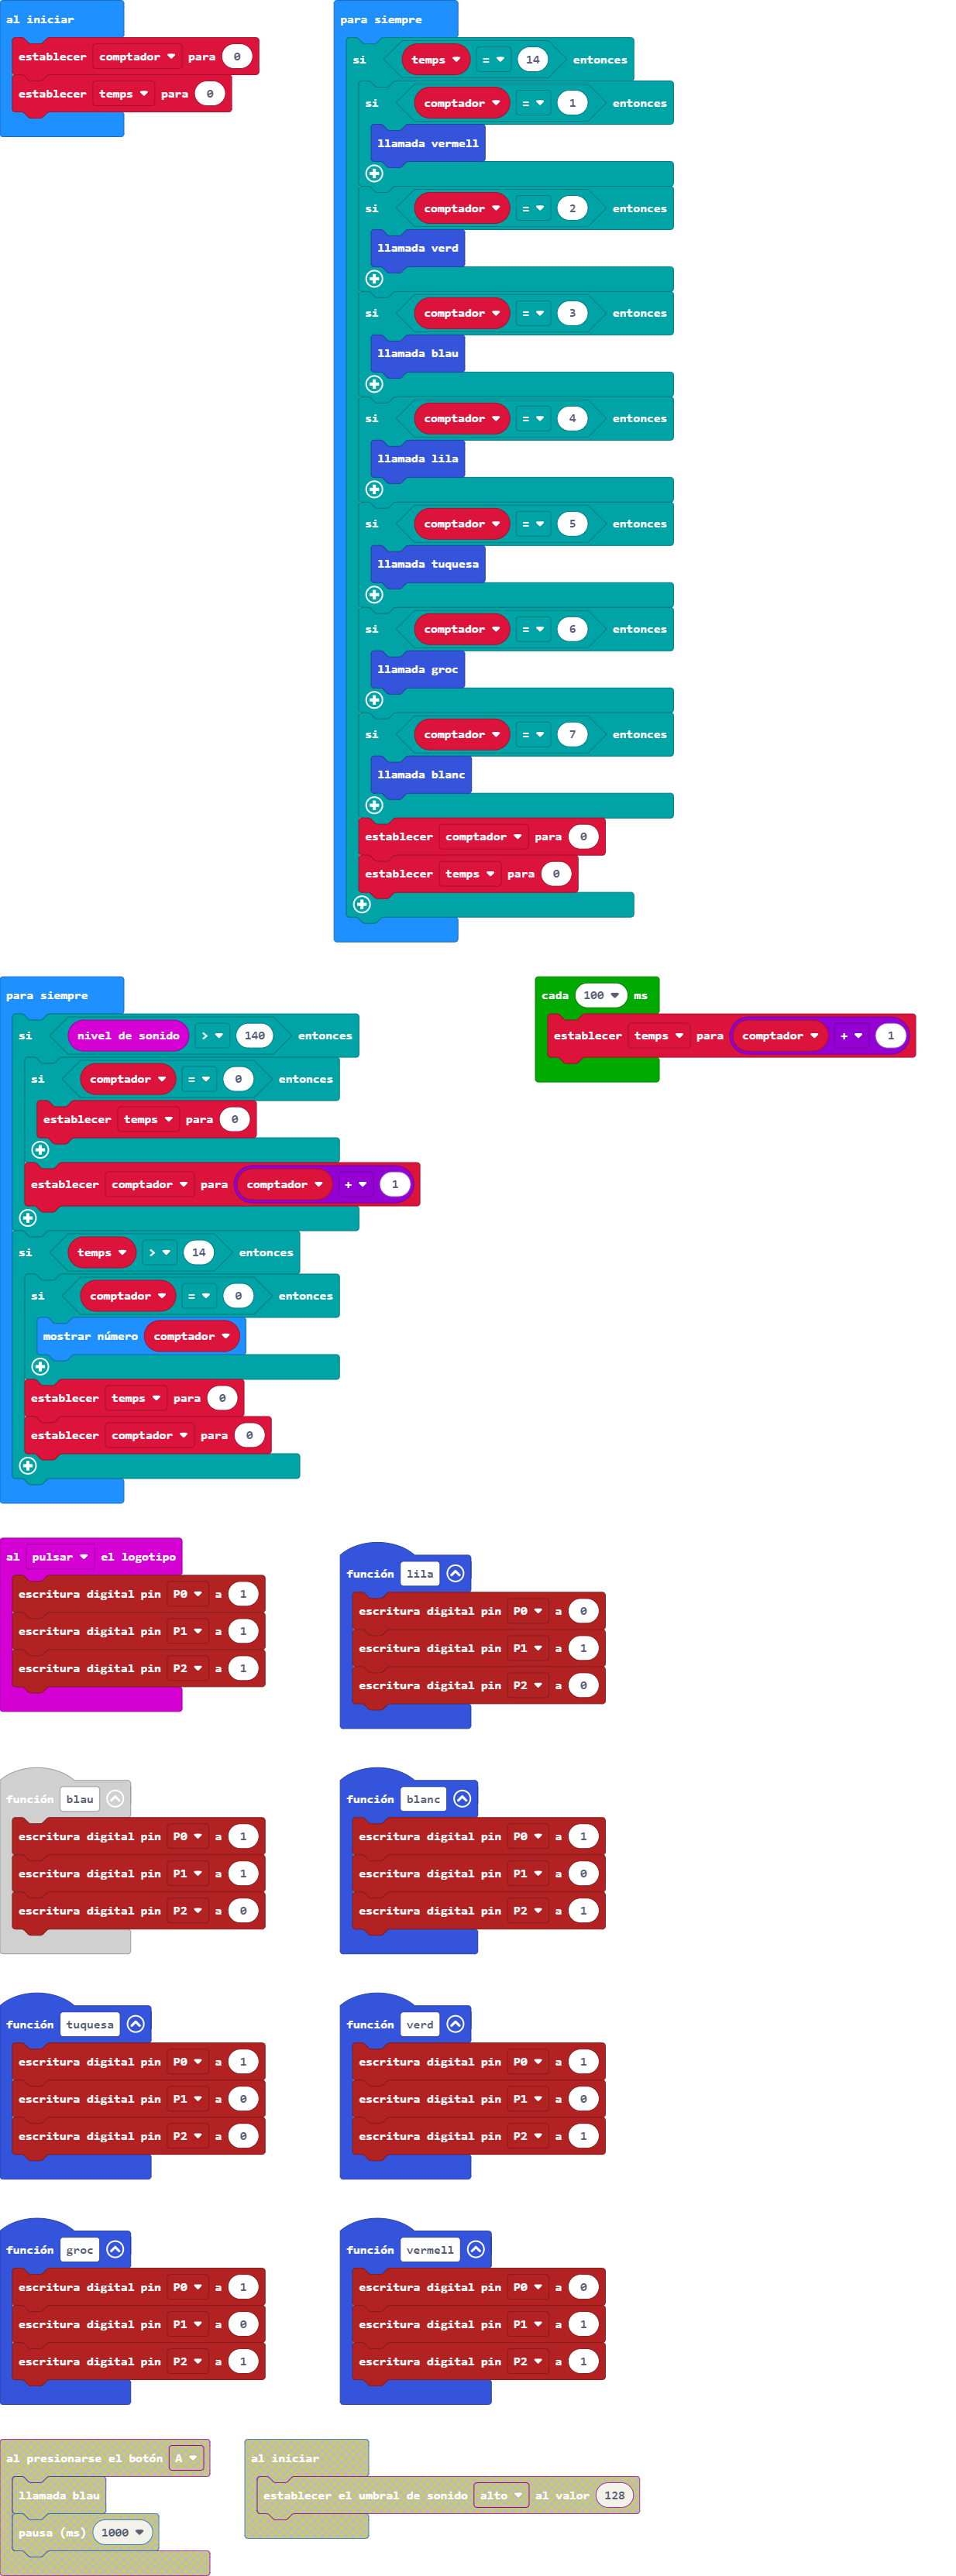 al iniciar
establecer comptador para 0
establecer temps para 0
para siempre
si temps = 14 entonces
si comptador = 1 entonces
llamada vermell
si comptador = 2 entonces
llamada verd
si comptador = 3 entonces
llamada blau
si comptador = 4 entonces
llamada lila
si comptador = 5 entonces
llamada tuquesa
si comptador = 6 entonces
llamada groc
si comptador = 7 entonces
llamada blanc
establecer comptador para 0
establecer temps para 0
para siempre
si nivel de sonido > 140 entonces
si comptador = 0 entonces
establecer temps para 0
establecer comptador para comptador + 1
si temps > 14 entonces
si comptador = 0 entonces
mostrar número comptador
establecer temps para 0
establecer comptador para 0
cada 100 ms
establecer temps para comptador + 1
al pulsar el logotipo
escritura digital pin P0 a 1
escritura digital pin P1 a 1
escritura digital pin P2 a 1
función lila
escritura digital pin P0 a 0
escritura digital pin P1 a 1
escritura digital pin P2 a 0
función blau
escritura digital pin P0 a 1
escritura digital pin P1 a 1
escritura digital pin P2 a 0
función blanc
escritura digital pin P0 a 1
escritura digital pin P1 a 0
escritura digital pin P2 a 1
función tuquesa
escritura digital pin P0 a 1
escritura digital pin P1 a 0
escritura digital pin P2 a 0
función verd
escritura digital pin P0 a 1
escritura digital pin P1 a 0
escritura digital pin P2 a 1
función groc
escritura digital pin P0 a 1
escritura digital pin P1 a 0
escritura digital pin P2 a 1
función vermell
escritura digital pin P0 a 0
escritura digital pin P1 a 1
escritura digital pin P2 a 1
al presionarse el botón A
llamada blau
pausa (ms) 1000
al iniciar
establecer el umbral de sonido alto al valor 128